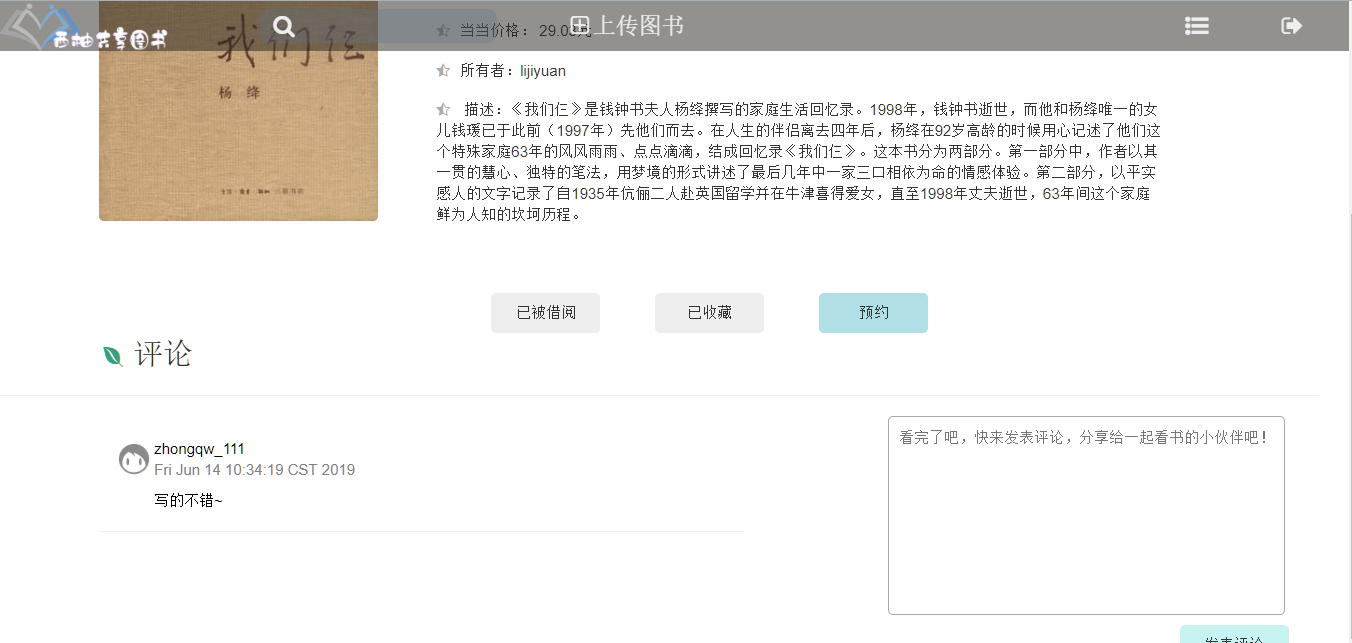 西柚共享图书
上传图书
我们仨
杨 绛
当当价格： 29.0元
所有者：lijiyuan
描述：《我们仨》是钱钟书夫人杨绛撰写的家庭生活回忆录。1998年，钱钟书逝世，而他和杨绛唯一的女
儿钱瑗已于此前（1997年）先他们而去。在人生的伴侣离去四年后，杨绛在92岁高龄的时候用心记述了他们这
个特殊家庭63年的风风雨雨、点点滴滴，结成回忆录《我们仨》。这本书分为两部分。第一部分中，作者以其
一贯的慧心、独特的笔法，用梦境的形式讲述了最后几年中一家三口相依为命的情感体验。第二部分，以平实
感人的文字记录了自1935年伉俪二人赴英国留学并在牛津喜得爱女，直至1998年丈夫逝世，63年间这个家庭
鲜为人知的坎坷历程。
已被借阅
已收藏
预约
评论
zhongqw_111
Fri Jun 14 10:34:19 CST 2019
写的不错~
看完了吧，快来发表评论，分享给一起看书的小伙伴吧！
发表评论